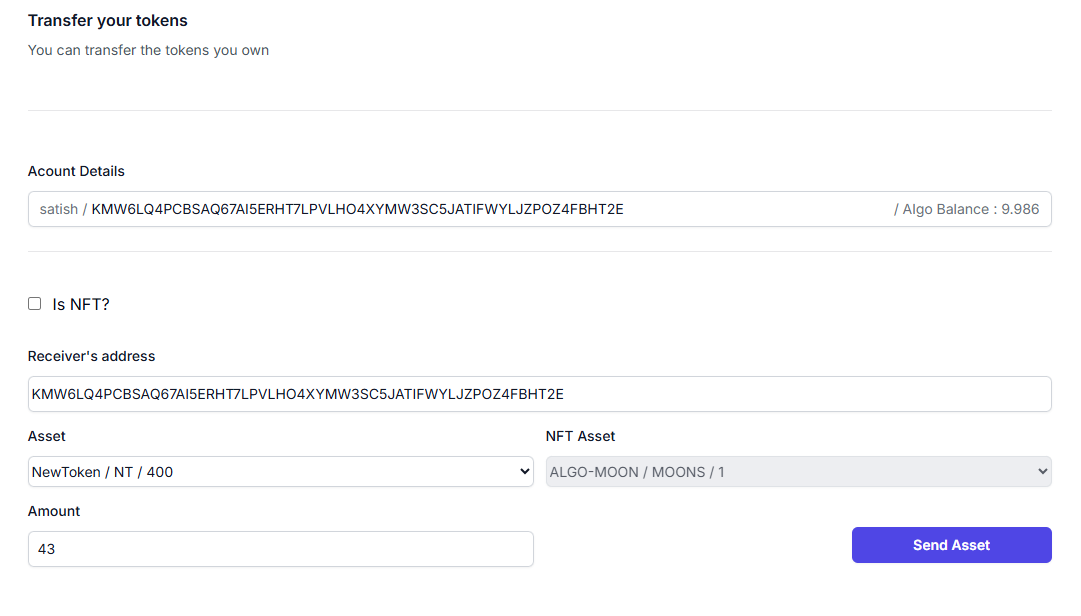 Transfer your tokens
You can transfer the tokens you own
Acount Details
satish / KMW6LQ4PCBSAQ67AI5ERHT7LPVLHO4XYMW3SC5JATIFWYLJZPOZ4FBHT2E / Algo Balance : 9.986
Is NFT?
Receiver's address
KMW6LQ4PCBSAQ67AI5ERHT7LPVLHO4XYMW3SC5JATIFWYLJZPOZ4FBHT2E
Asset NFT Asset
NewToken / NT / 400 ALGO-MOON / MOONS / 1
Amount
43 Send Asset